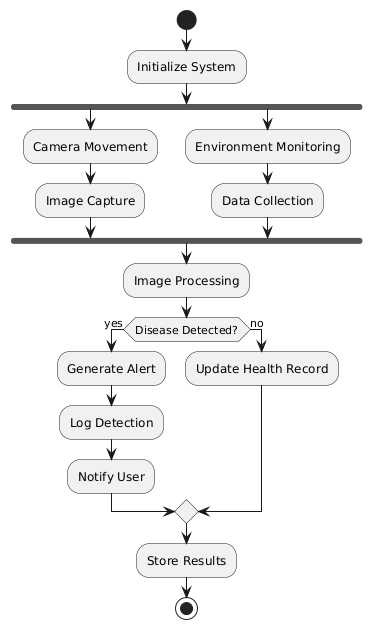 Initialize System
Camera Movement
Environment Monitoring
Image Capture
Data Collection
Image Processing
yes
Disease Detected?
no
Generate Alert
Update Health Record
Log Detection
Notify User
Store Results